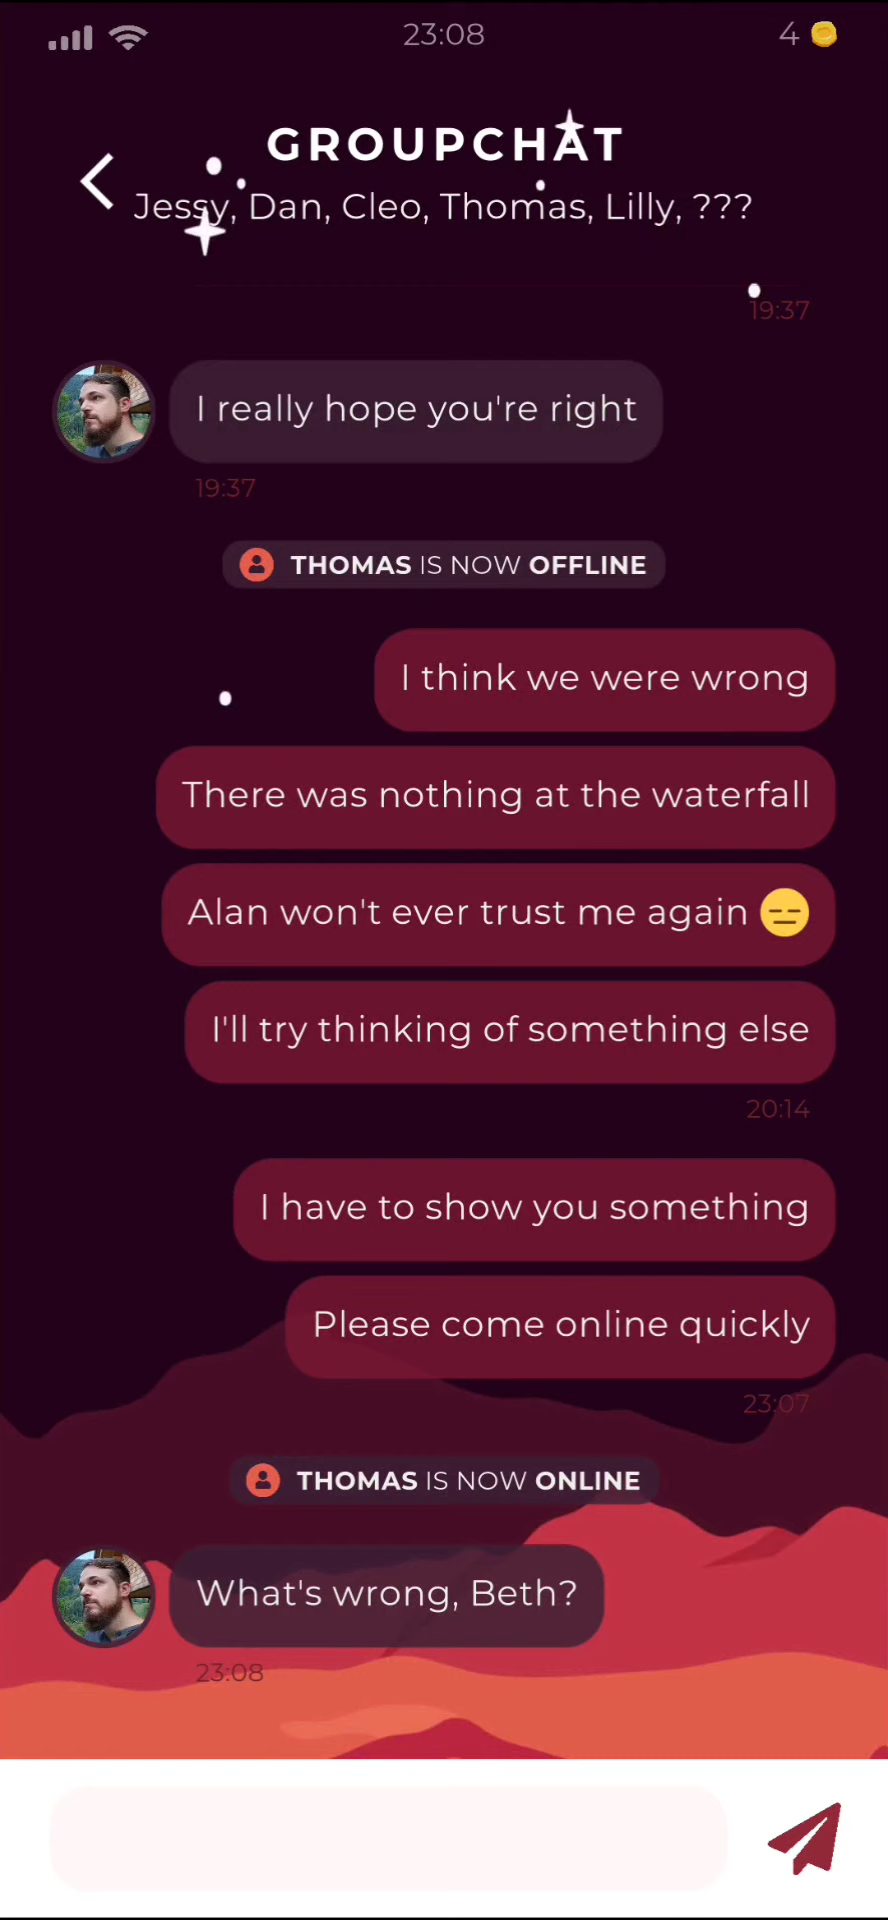 23:08
4
GROUPCHAT
Jessy, Dan, Cleo, Thomas, Lilly, ???
19:37
I really hope you're right
19:37
THOMAS IS NOW OFFLINE
I think we were wrong
There was nothing at the waterfall
Alan won't ever trust me again 😑
I'll try thinking of something else
20:14
I have to show you something
Please come online quickly
23:07
THOMAS IS NOW ONLINE
What's wrong, Beth?
23:08